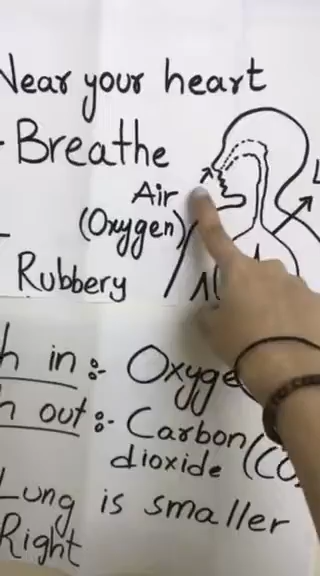 Near your heart
- Breathe
Air
(Oxygen)
Rubbery
h in :- Oxyge
h out :- Carbon
dioxide (CO
Lung is smaller
Right